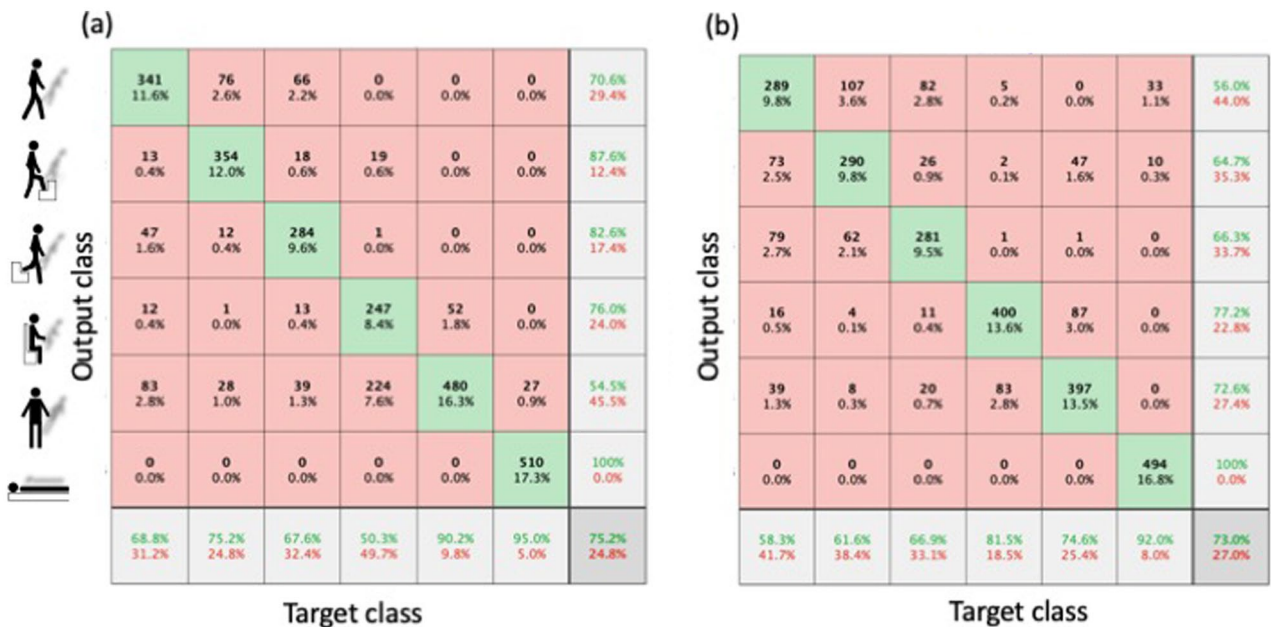 (a)
341 76 66 0 0 0 70.6%
11.6% 2.6% 2.2% 0.0% 0.0% 0.0% 29.4%
13 354 18 19 0 0 87.6%
0.4% 12.0% 0.6% 0.6% 0.0% 0.0% 12.4%
47 12 284 1 0 0 82.6%
1.6% 0.4% 9.6% 0.0% 0.0% 0.0% 17.4%
12 1 13 247 52 0 76.0%
0.4% 0.0% 0.4% 8.4% 1.8% 0.0% 24.0%
83 28 39 224 480 27 54.5%
2.8% 1.0% 1.3% 7.6% 16.3% 0.9% 45.5%
0 0 0 0 0 510 100%
0.0% 0.0% 0.0% 0.0% 0.0% 17.3% 0.0%
68.8% 75.2% 67.6% 50.3% 90.2% 95.0% 75.2%
31.2% 24.8% 32.4% 49.7% 9.8% 5.0% 24.8%
Output class
Target class
(b)
289 107 82 5 0 33 56.0%
9.8% 3.6% 2.8% 0.2% 0.0% 1.1% 44.0%
73 290 26 2 47 10 64.7%
2.5% 9.8% 0.9% 0.1% 1.6% 0.3% 35.3%
79 62 281 1 1 0 66.3%
2.7% 2.1% 9.5% 0.0% 0.0% 0.0% 33.7%
16 4 11 400 87 0 77.2%
0.5% 0.1% 0.4% 13.6% 3.0% 0.0% 22.8%
39 8 20 83 397 0 72.6%
1.3% 0.3% 0.7% 2.8% 13.5% 0.0% 27.4%
0 0 0 0 0 494 100%
0.0% 0.0% 0.0% 0.0% 0.0% 16.8% 0.0%
58.3% 61.6% 66.9% 81.5% 74.6% 92.0% 73.0%
41.7% 38.4% 33.1% 18.5% 25.4% 8.0% 27.0%
Output class
Target class